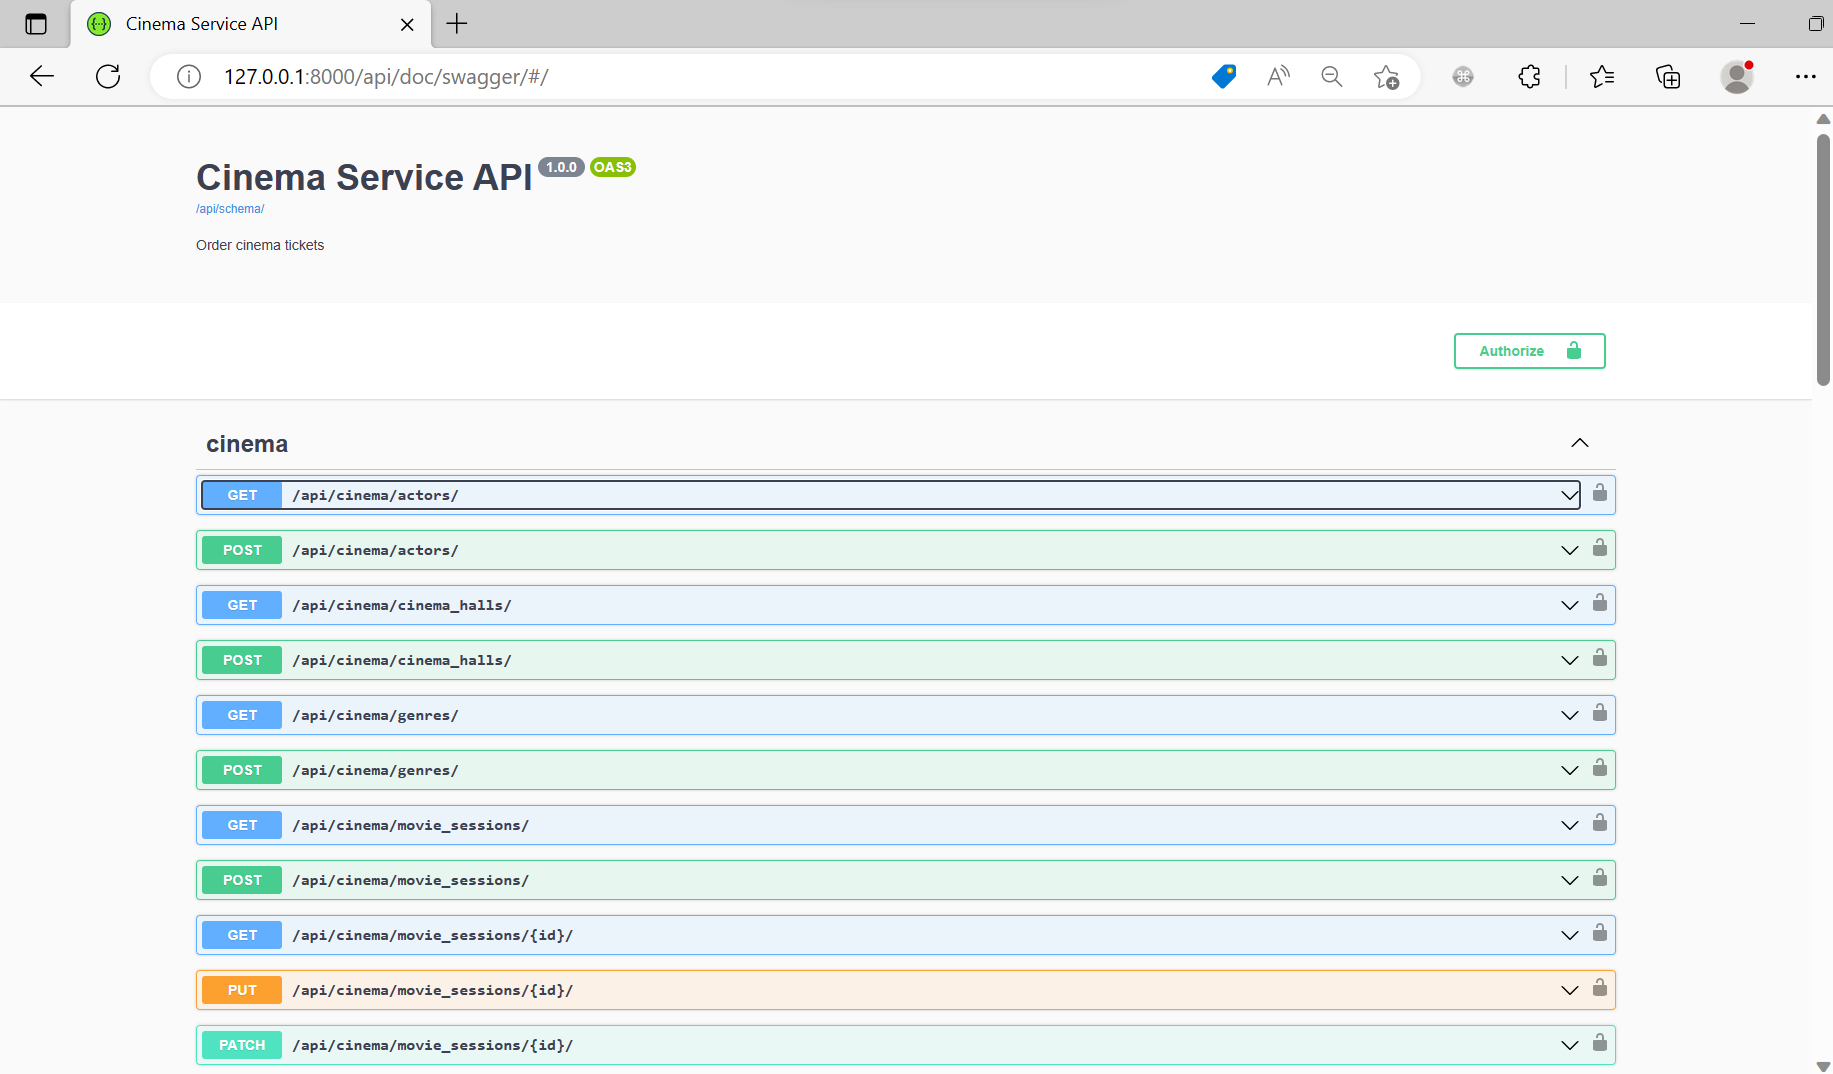 Cinema Service API
127.0.0.1:8000/api/doc/swagger/#/
Cinema Service API 1.0.0 OAS3
/api/schema/
Order cinema tickets
Authorize
cinema
GET /api/cinema/actors/
POST /api/cinema/actors/
GET /api/cinema/cinema_halls/
POST /api/cinema/cinema_halls/
GET /api/cinema/genres/
POST /api/cinema/genres/
GET /api/cinema/movie_sessions/
POST /api/cinema/movie_sessions/
GET /api/cinema/movie_sessions/{id}/
PUT /api/cinema/movie_sessions/{id}/
PATCH /api/cinema/movie_sessions/{id}/